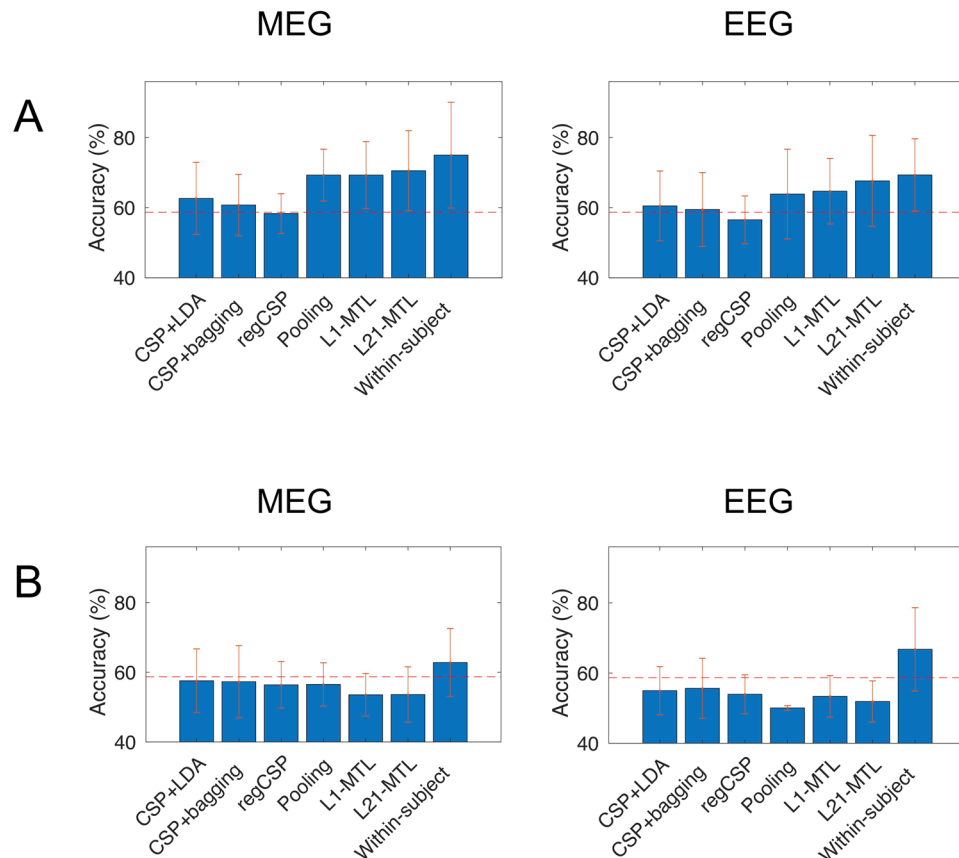 MEG
EEG
A
Accuracy (%)
80
60
40
CSP+LDA
CSP+bagging
regCSP
Pooling
L1-MTL
L21-MTL
Within-subject
Accuracy (%)
80
60
40
CSP+LDA
CSP+bagging
regCSP
Pooling
L1-MTL
L21-MTL
Within-subject
MEG
EEG
B
Accuracy (%)
80
60
40
CSP+LDA
CSP+bagging
regCSP
Pooling
L1-MTL
L21-MTL
Within-subject
Accuracy (%)
80
60
40
CSP+LDA
CSP+bagging
regCSP
Pooling
L1-MTL
L21-MTL
Within-subject